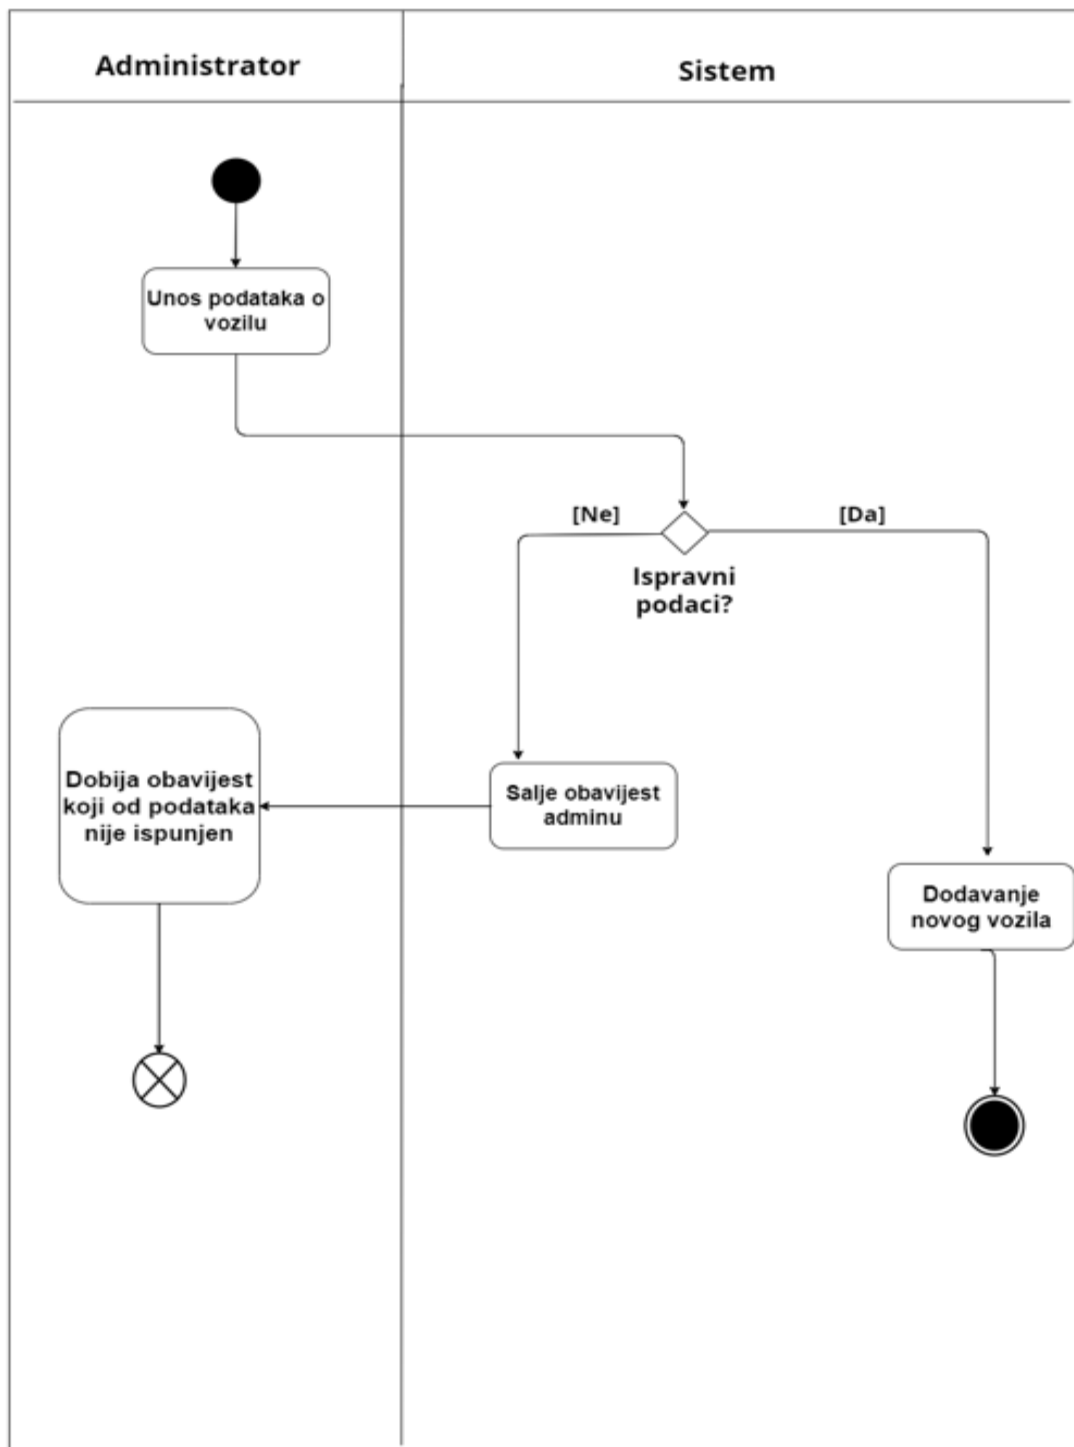 Administrator
Sistem
Unos podataka o
vozilu
[Ne]
[Da]
Ispravni
podaci?
Dobija obavijest
koji od podataka
nije ispunjen
Salje obavijest
adminu
Dodavanje
novog vozila